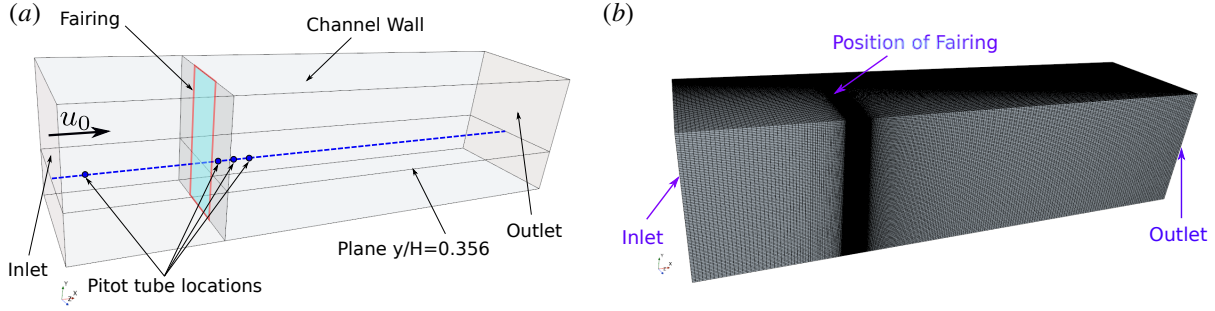 (a)
Fairing
Channel Wall
u0
Inlet
Pitot tube locations
Plane y/H=0.356
Outlet
Y
X
Z
(b)
Position of Fairing
Inlet
Outlet
Y
X
Z